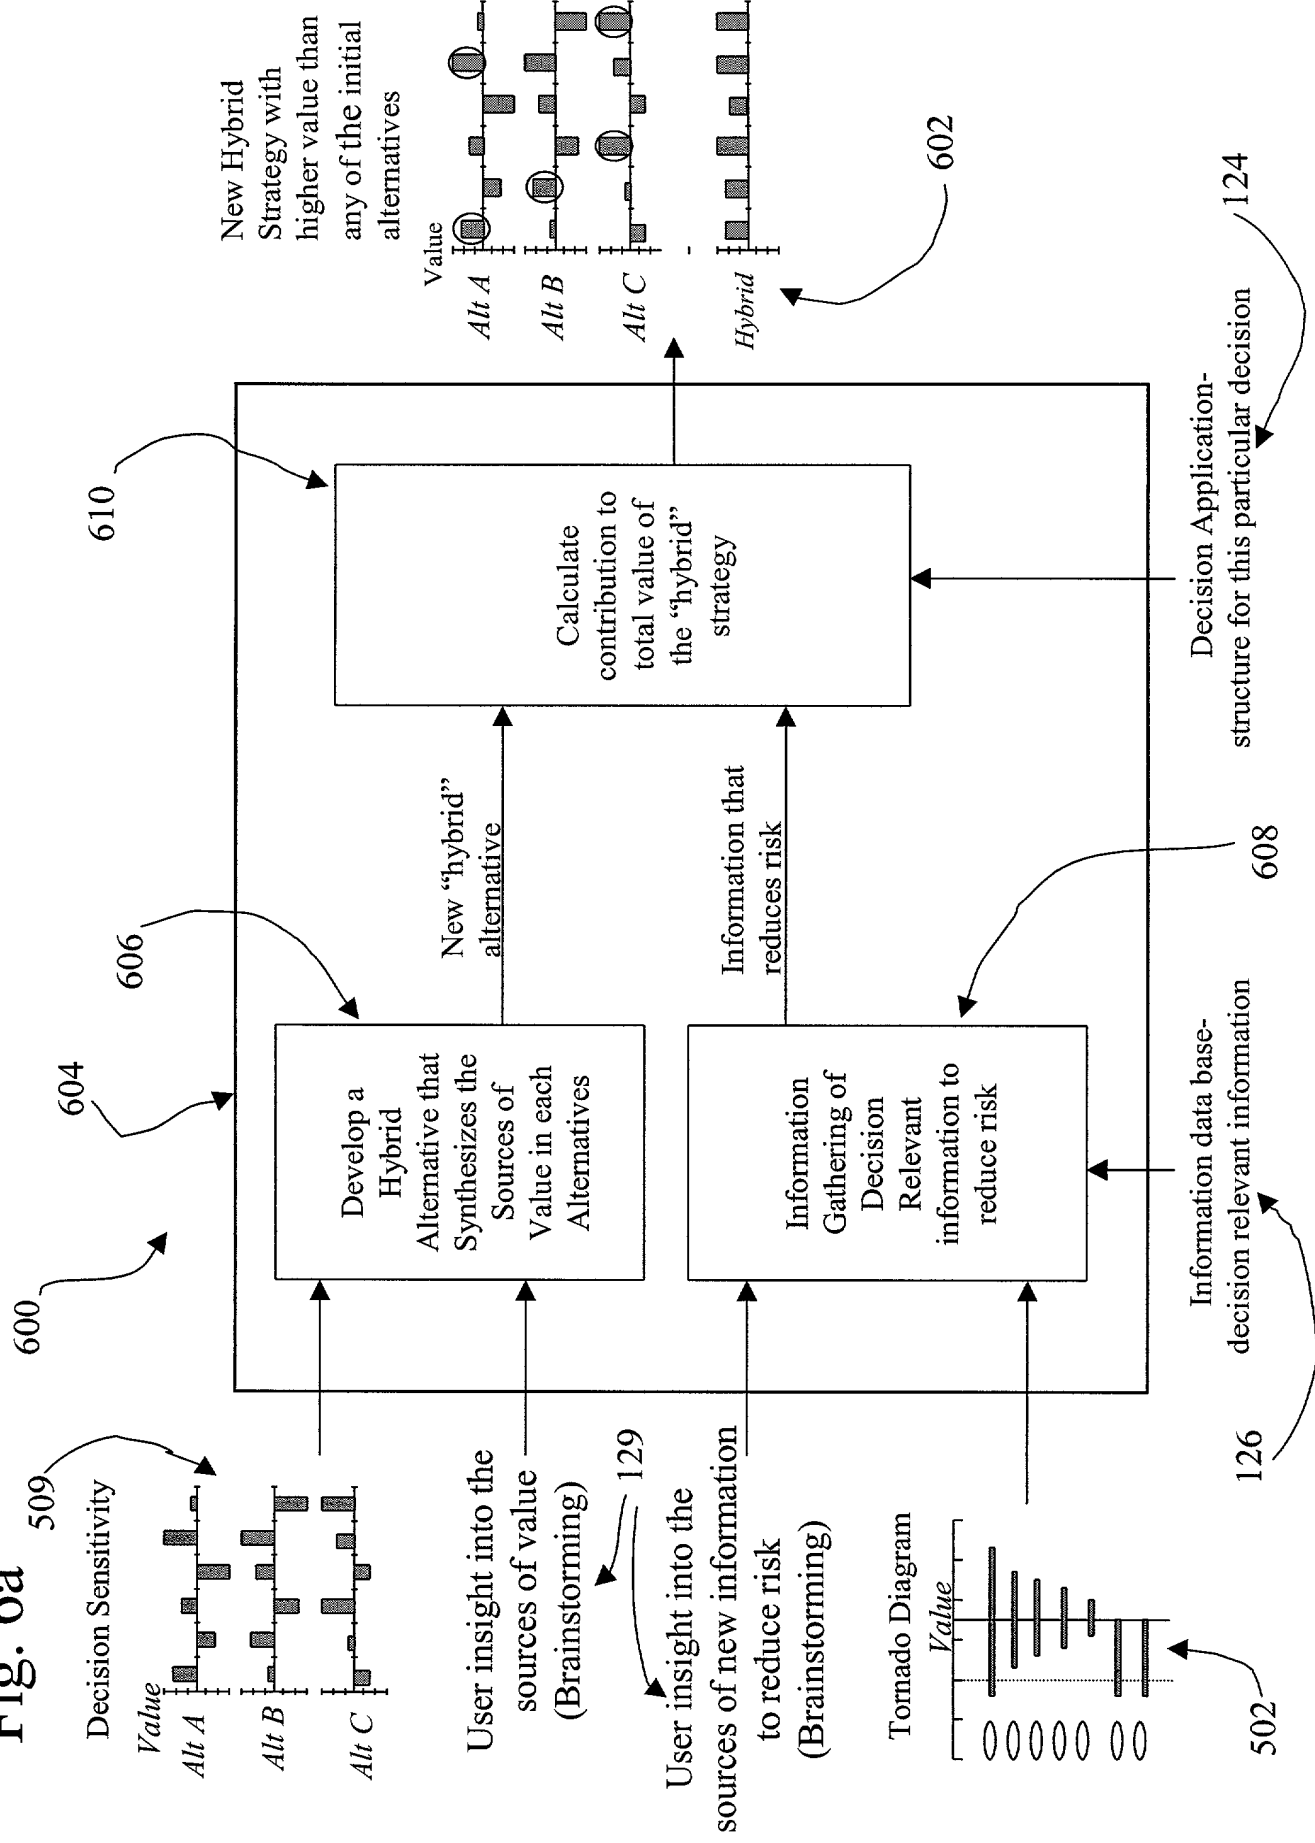 Fig. 6a
600
604
606
610
509
Decision Sensitivity
Value
Alt A
Alt B
Alt C
User insight into the
sources of value
(Brainstorming)
129
User insight into the
sources of new information
to reduce risk
(Brainstorming)
Tornado Diagram
Value
502
Develop a
Hybrid
Alternative that
Synthesizes the
Sources of
Value in each
Alternatives
Information
Gathering of
Decision
Relevant
information to
reduce risk
New “hybrid”
alternative
Information that
reduces risk
608
Calculate
contribution to
total value of
the “hybrid”
strategy
New Hybrid
Strategy with
higher value than
any of the initial
alternatives
Value
Alt A
Alt B
Alt C
Hybrid
602
126
Information data base-
decision relevant information
Decision Application-
structure for this particular decision
124